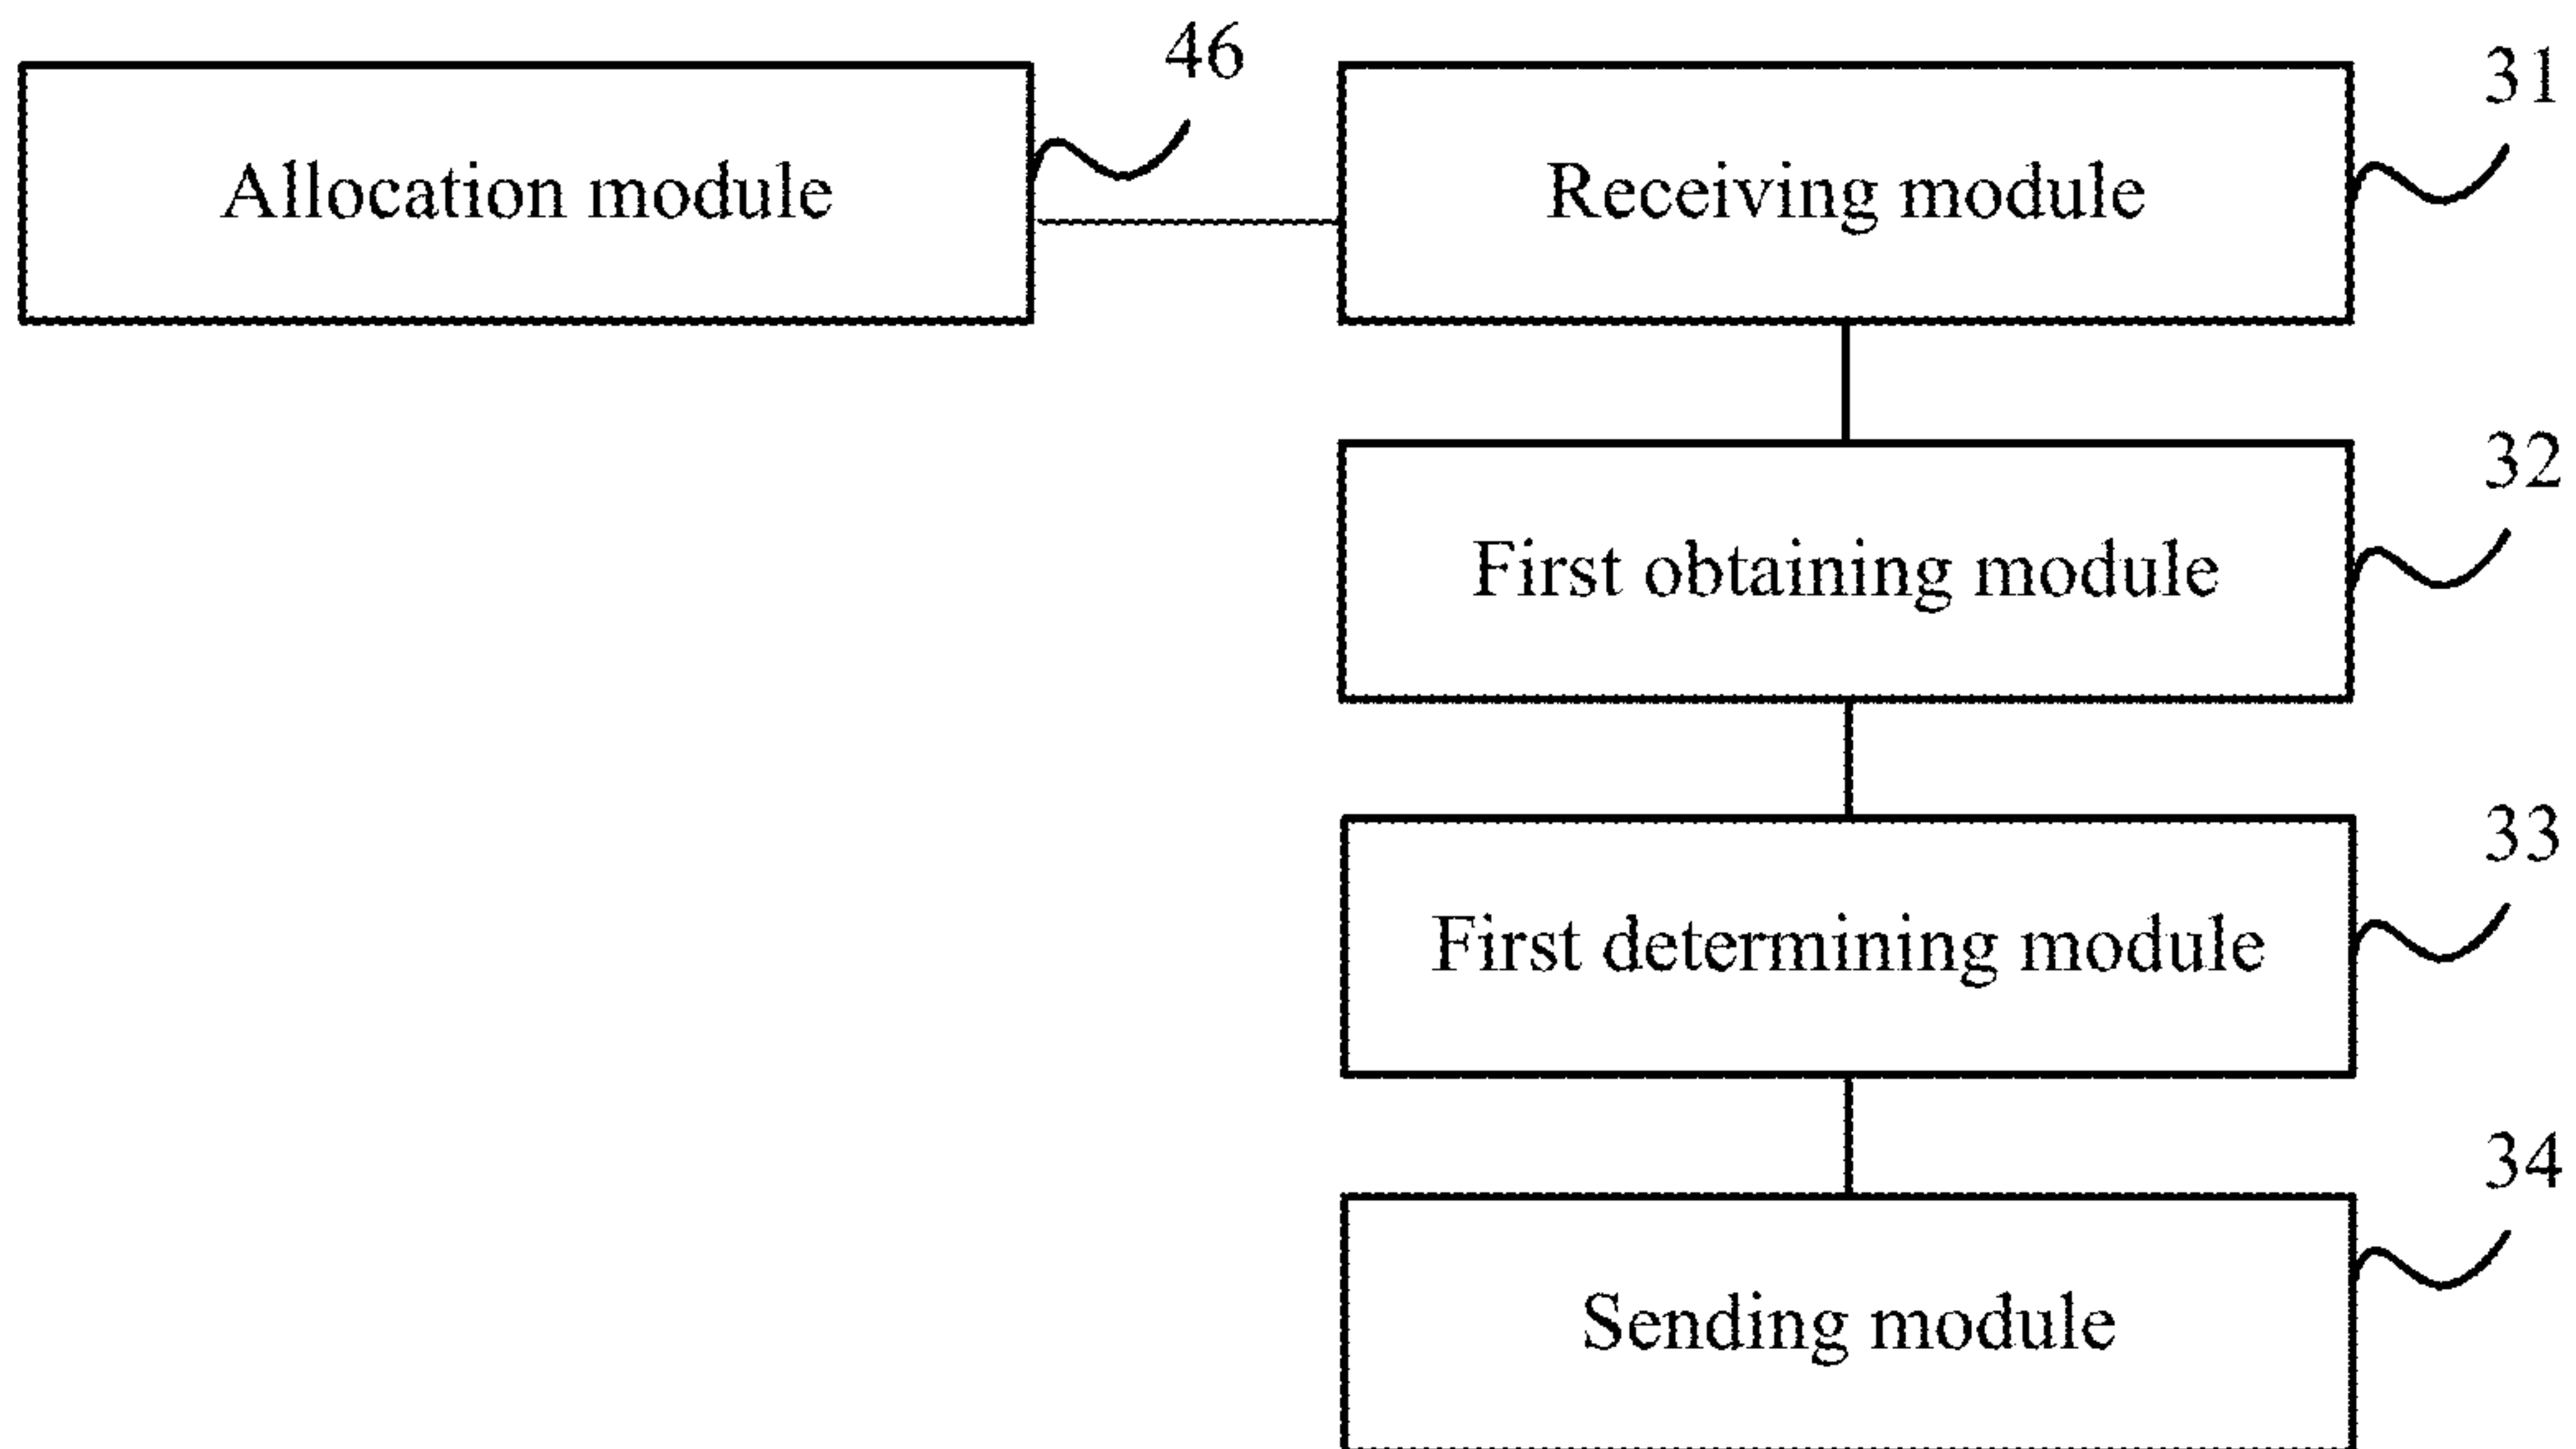 46
31
Allocation module
Receiving module
32
First obtaining module
33
First determining module
34
Sending module